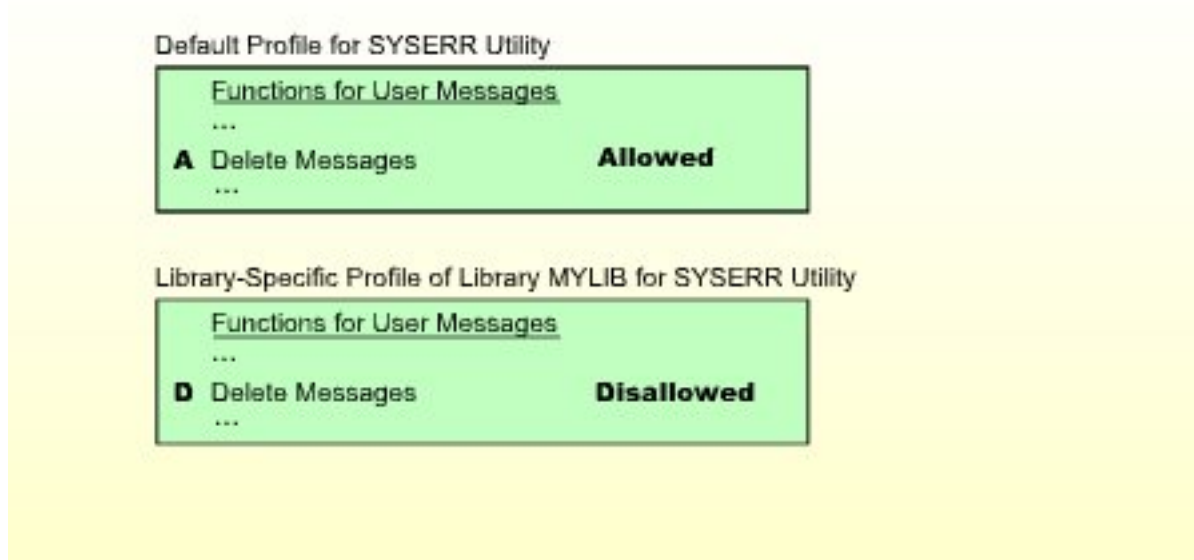 Default Profile for SYSERR Utility
Functions for User Messages
...
A Delete Messages Allowed
...
Library-Specific Profile of Library MYLIB for SYSERR Utility
Functions for User Messages
...
D Delete Messages Disallowed
...